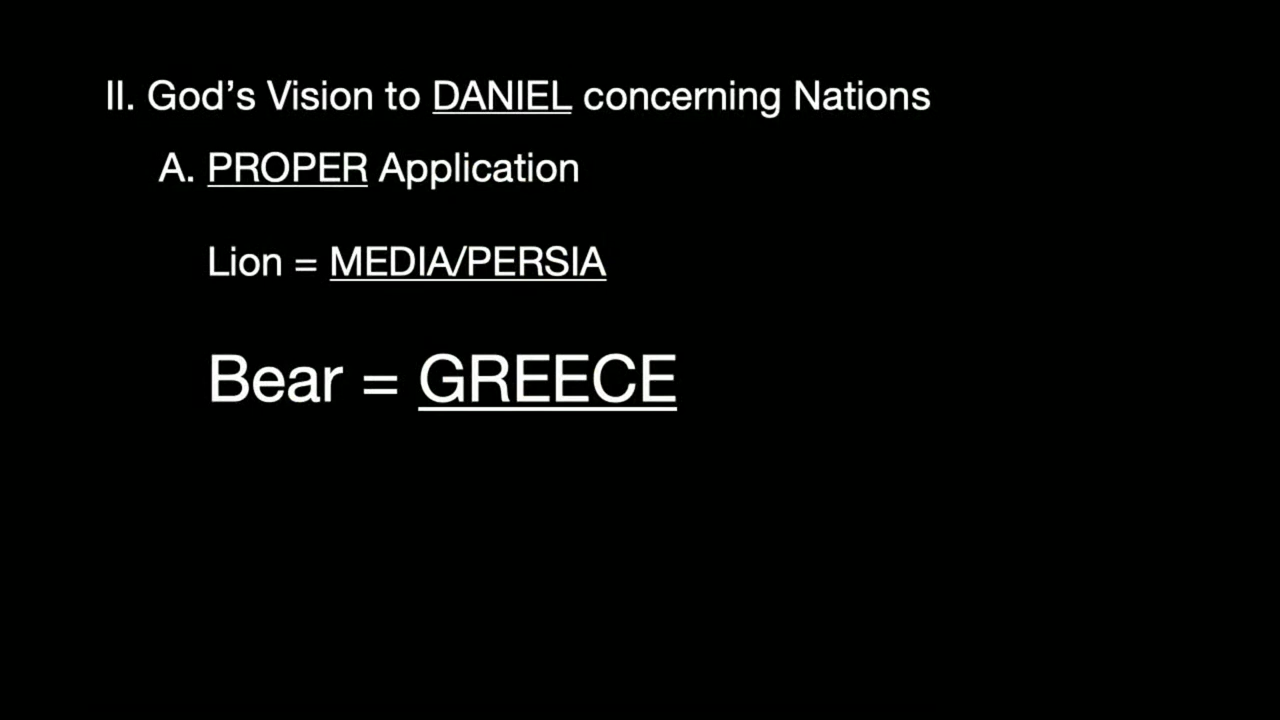 II. God’s Vision to DANIEL concerning Nations
A. PROPER Application
Lion = MEDIA/PERSIA
Bear = GREECE